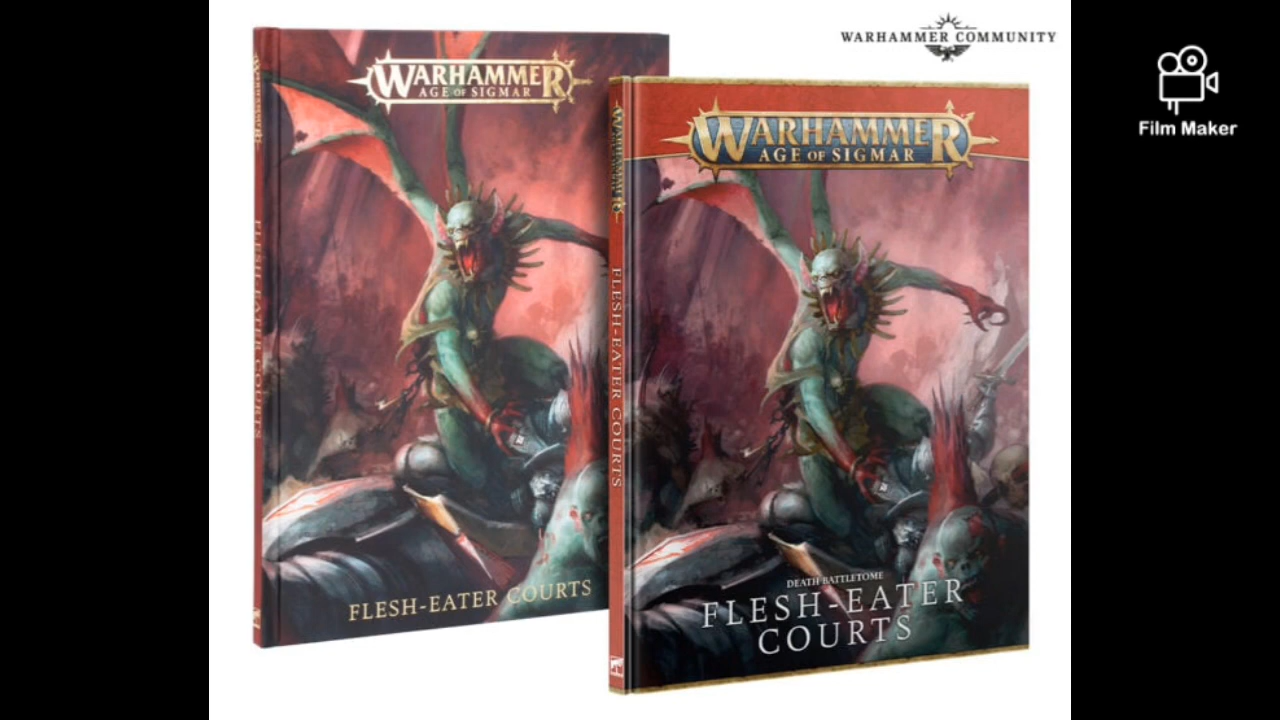 WARHAMMER
AGE OF SIGMAR
FLESH-EATER COURTS
FLESH-EATER COURTS
WARHAMMER COMMUNITY
WARHAMMER
WARHAMMER
AGE OF SIGMAR
FLESH-EATER COURTS
DEATH BATTLETOME
FLESH-EATER
COURTS
Film Maker